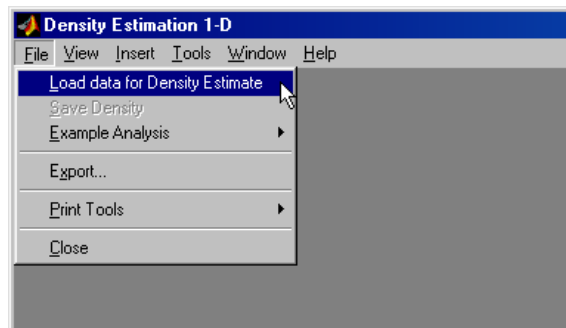 Density Estimation 1-D
File View Insert Tools Window Help
Load data for Density Estimate
Save Density
Example Analysis
Export...
Print Tools
Close